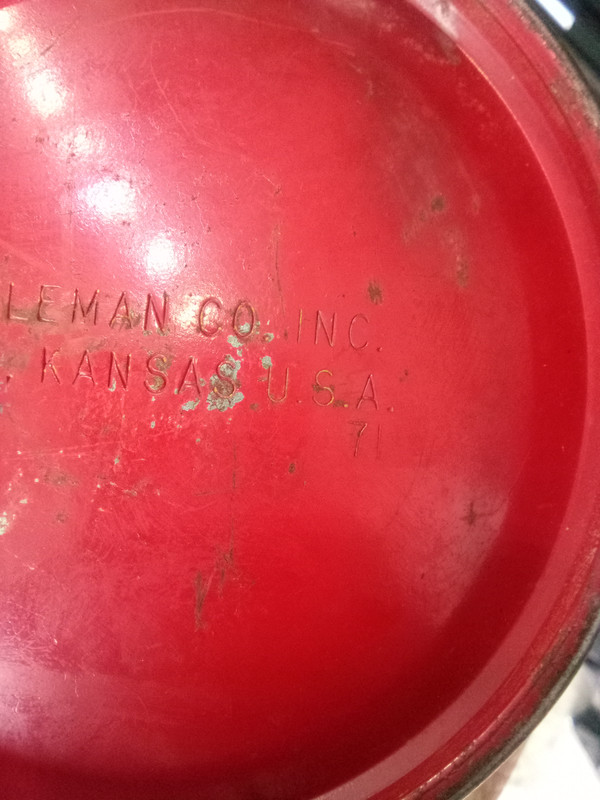 LEMAN CO. INC.
, KANSAS U.S.A.
71